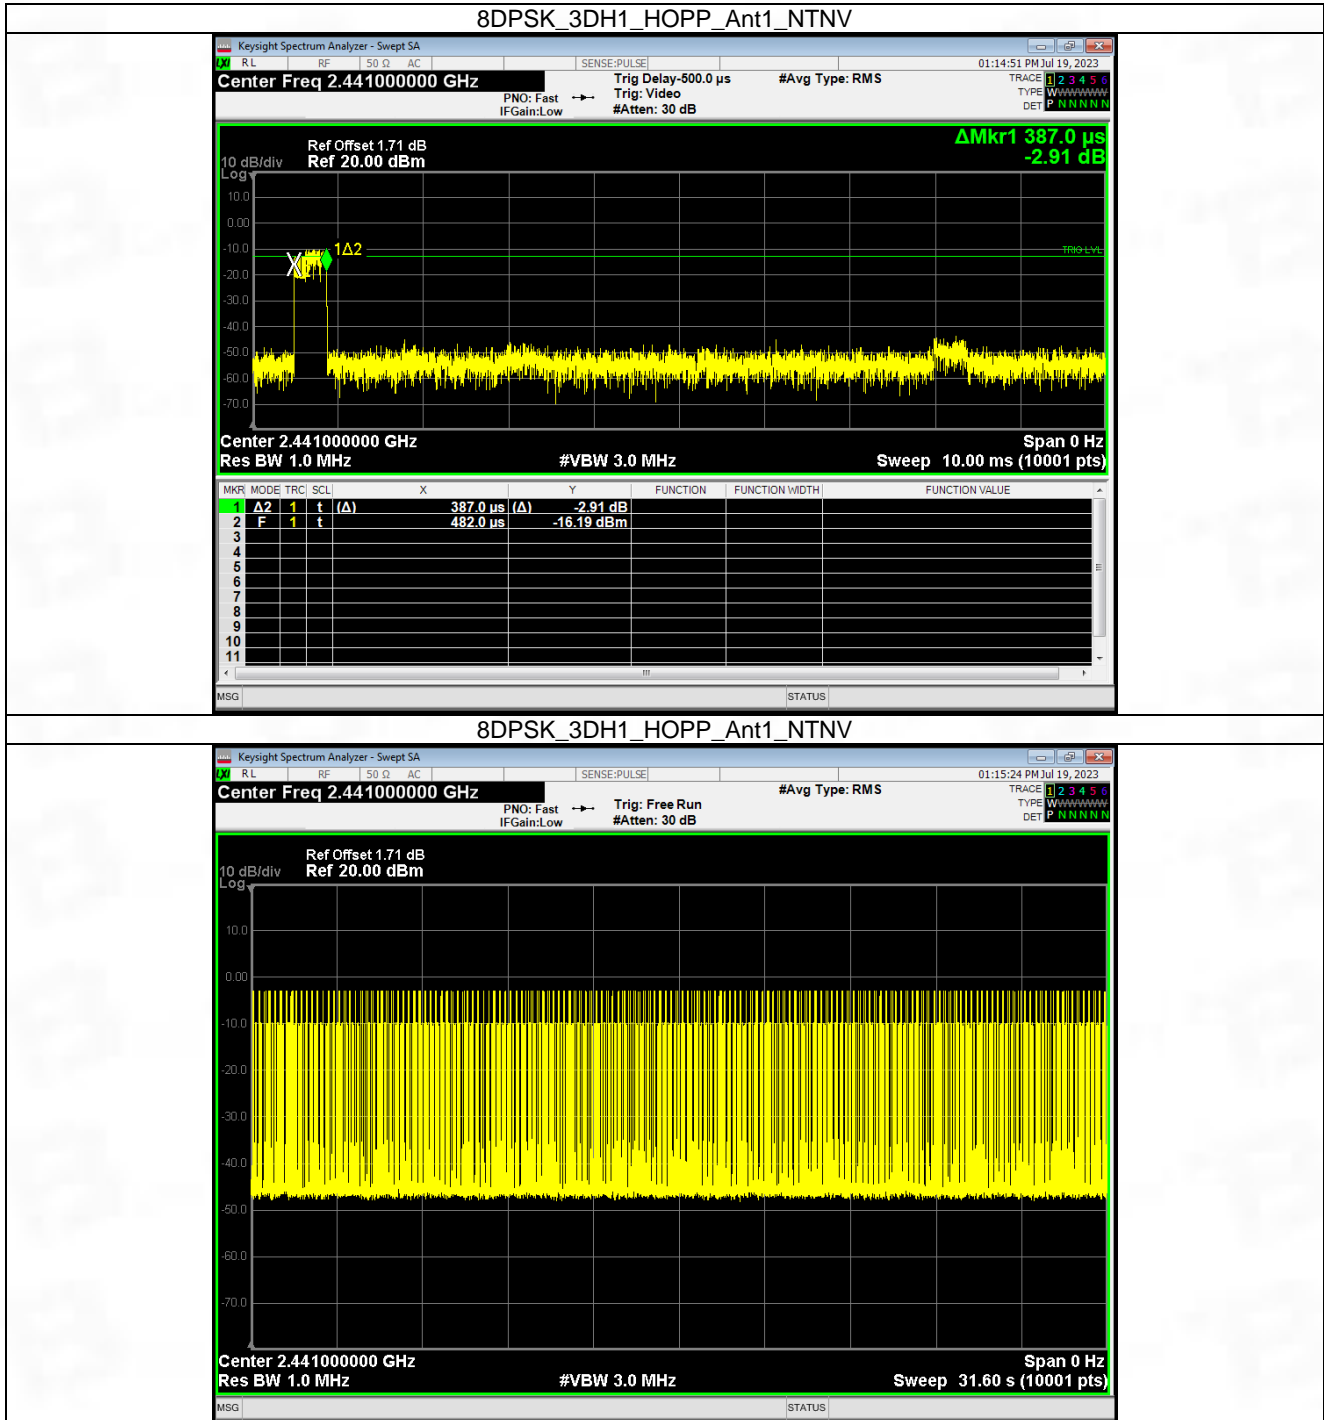 8DPSK_3DH1_HOPP_Ant1_NTNV
Keysight Spectrum Analyzer - Swept SA
LXI RL RF 50 Ω AC SENSE:PULSE 01:14:51 PM Jul 19, 2023
Center Freq 2.441000000 GHz Trig Delay-500.0 µs #Avg Type: RMS TRACE 1 2 3 4 5 6
PNO: Fast Trig: Video TYPE WWWWWW
IFGain:Low #Atten: 30 dB DET P N N N N N
ΔMkr1 387.0 µs
-2.91 dB
Ref Offset 1.71 dB
10 dB/div Ref 20.00 dBm
Log
10.0
0.00
-10.0
1Δ2
TRIG LVL
-20.0
-30.0
-40.0
-50.0
-60.0
-70.0
Center 2.441000000 GHz Span 0 Hz
Res BW 1.0 MHz #VBW 3.0 MHz Sweep 10.00 ms (10001 pts)
MKR MODE TRC SCL X Y FUNCTION FUNCTION WIDTH FUNCTION VALUE
1 Δ2 1 t (Δ) 387.0 µs (Δ) -2.91 dB
2 F 1 t 482.0 µs -16.19 dBm
3
4
5
6
7
8
9
10
11
MSG STATUS
8DPSK_3DH1_HOPP_Ant1_NTNV
Keysight Spectrum Analyzer - Swept SA
LXI RL RF 50 Ω AC SENSE:PULSE 01:15:24 PM Jul 19, 2023
Center Freq 2.441000000 GHz #Avg Type: RMS TRACE 1 2 3 4 5 6
PNO: Fast Trig: Free Run TYPE WWWWWW
IFGain:Low #Atten: 30 dB DET P N N N N N
Ref Offset 1.71 dB
10 dB/div Ref 20.00 dBm
Log
10.0
0.00
-10.0
-20.0
-30.0
-40.0
-50.0
-60.0
-70.0
Center 2.441000000 GHz Span 0 Hz
Res BW 1.0 MHz #VBW 3.0 MHz Sweep 31.60 s (10001 pts)
MSG STATUS